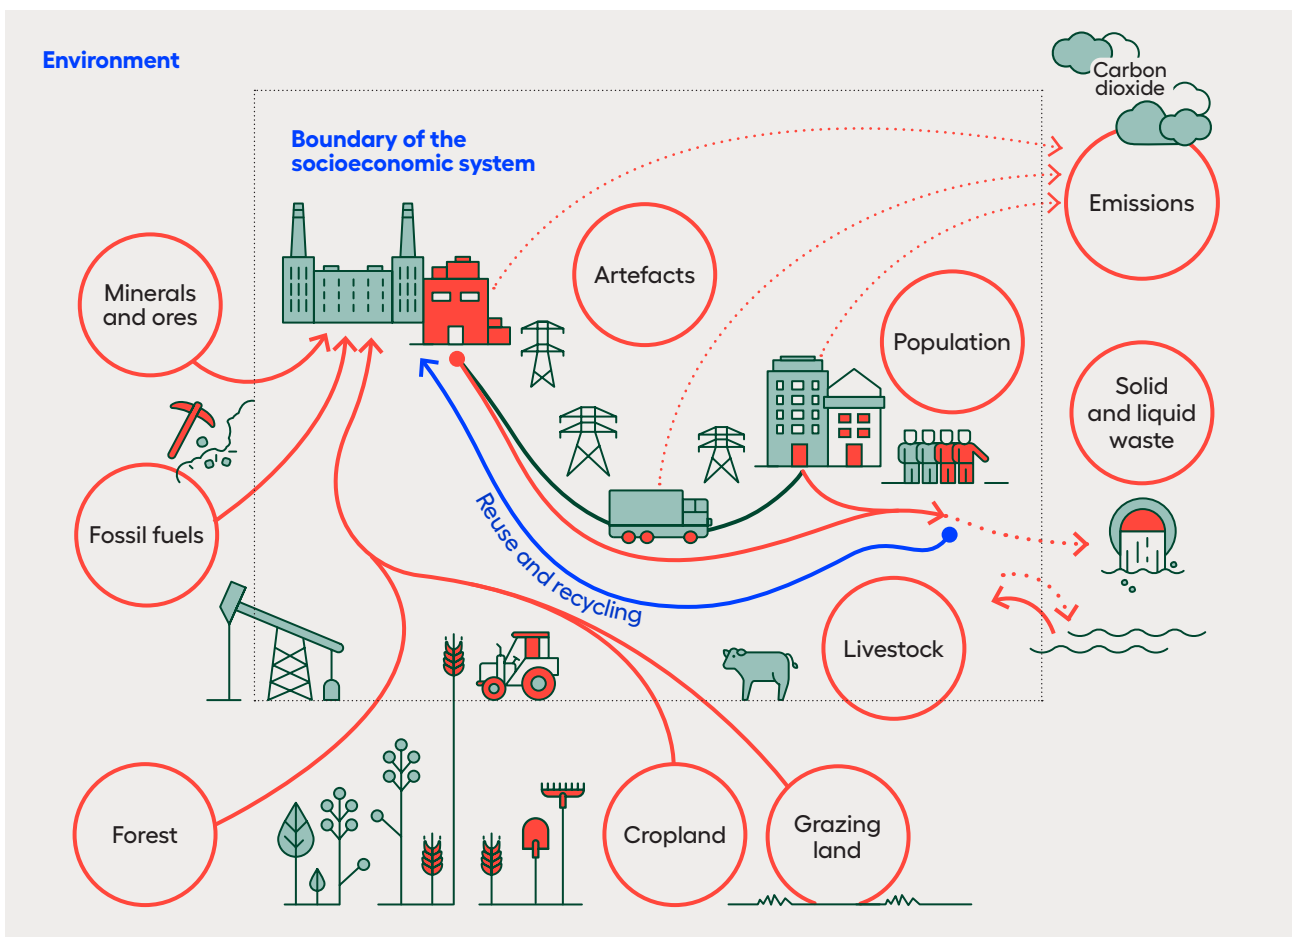 Environment
Carbon
dioxide
Boundary of the
socioeconomic system
Emissions
Artefacts
Minerals
and ores
Population
Solid
and liquid
waste
Fossil fuels
Reuse and recycling
Livestock
Forest
Cropland
Grazing
land